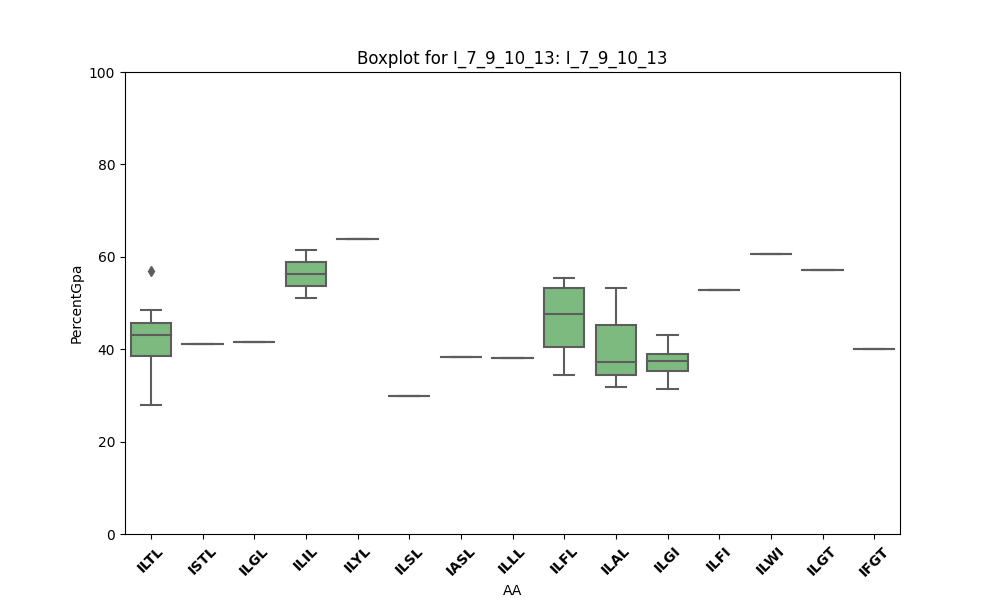 Boxplot for I_7_9_10_13: I_7_9_10_13
100
80
60
40
20
0
PercentGpa
ILTL
ISTL
ILGL
ILIL
ILYL
ILSL
IASL
ILLL
ILFL
ILAL
ILGI
ILFI
ILWI
ILGT
IFGT
AA